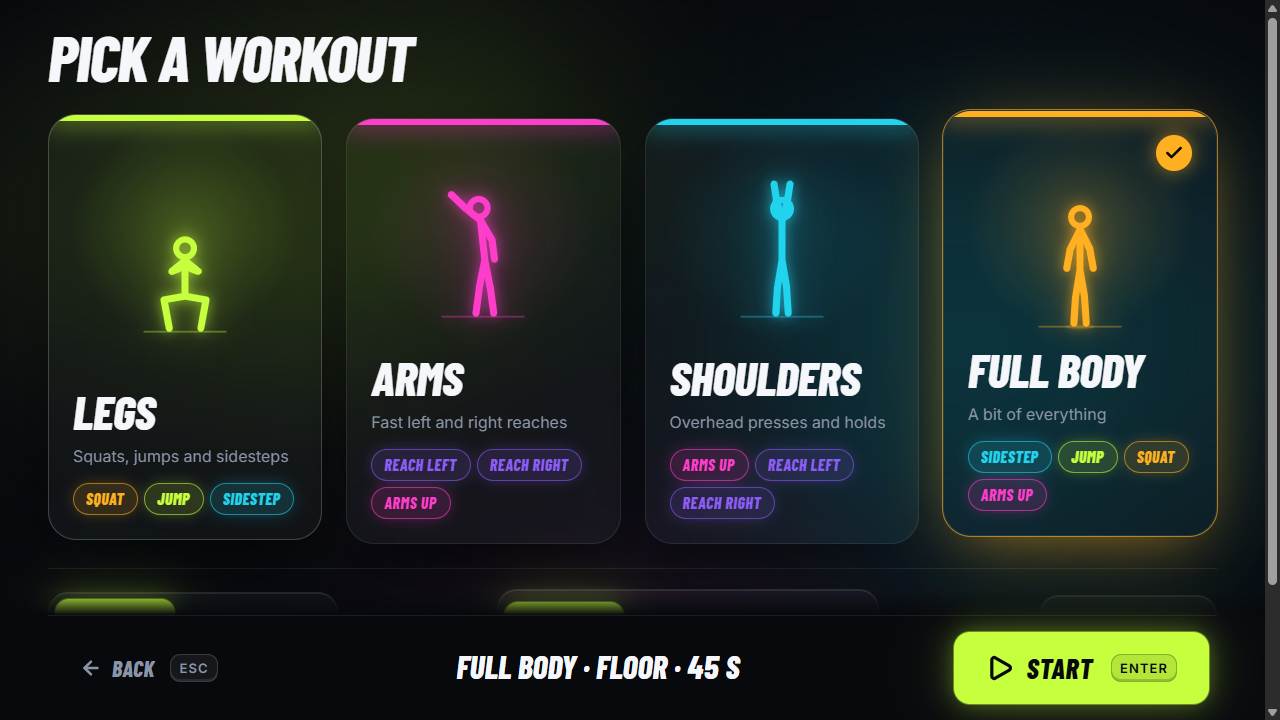 PICK A WORKOUT
LEGS
Squats, jumps and sidesteps
SQUAT JUMP SIDESTEP
ARMS
Fast left and right reaches
REACH LEFT REACH RIGHT
ARMS UP
SHOULDERS
Overhead presses and holds
ARMS UP REACH LEFT
REACH RIGHT
FULL BODY
A bit of everything
SIDESTEP JUMP SQUAT
ARMS UP
BACK ESC
FULL BODY · FLOOR · 45 S
START ENTER